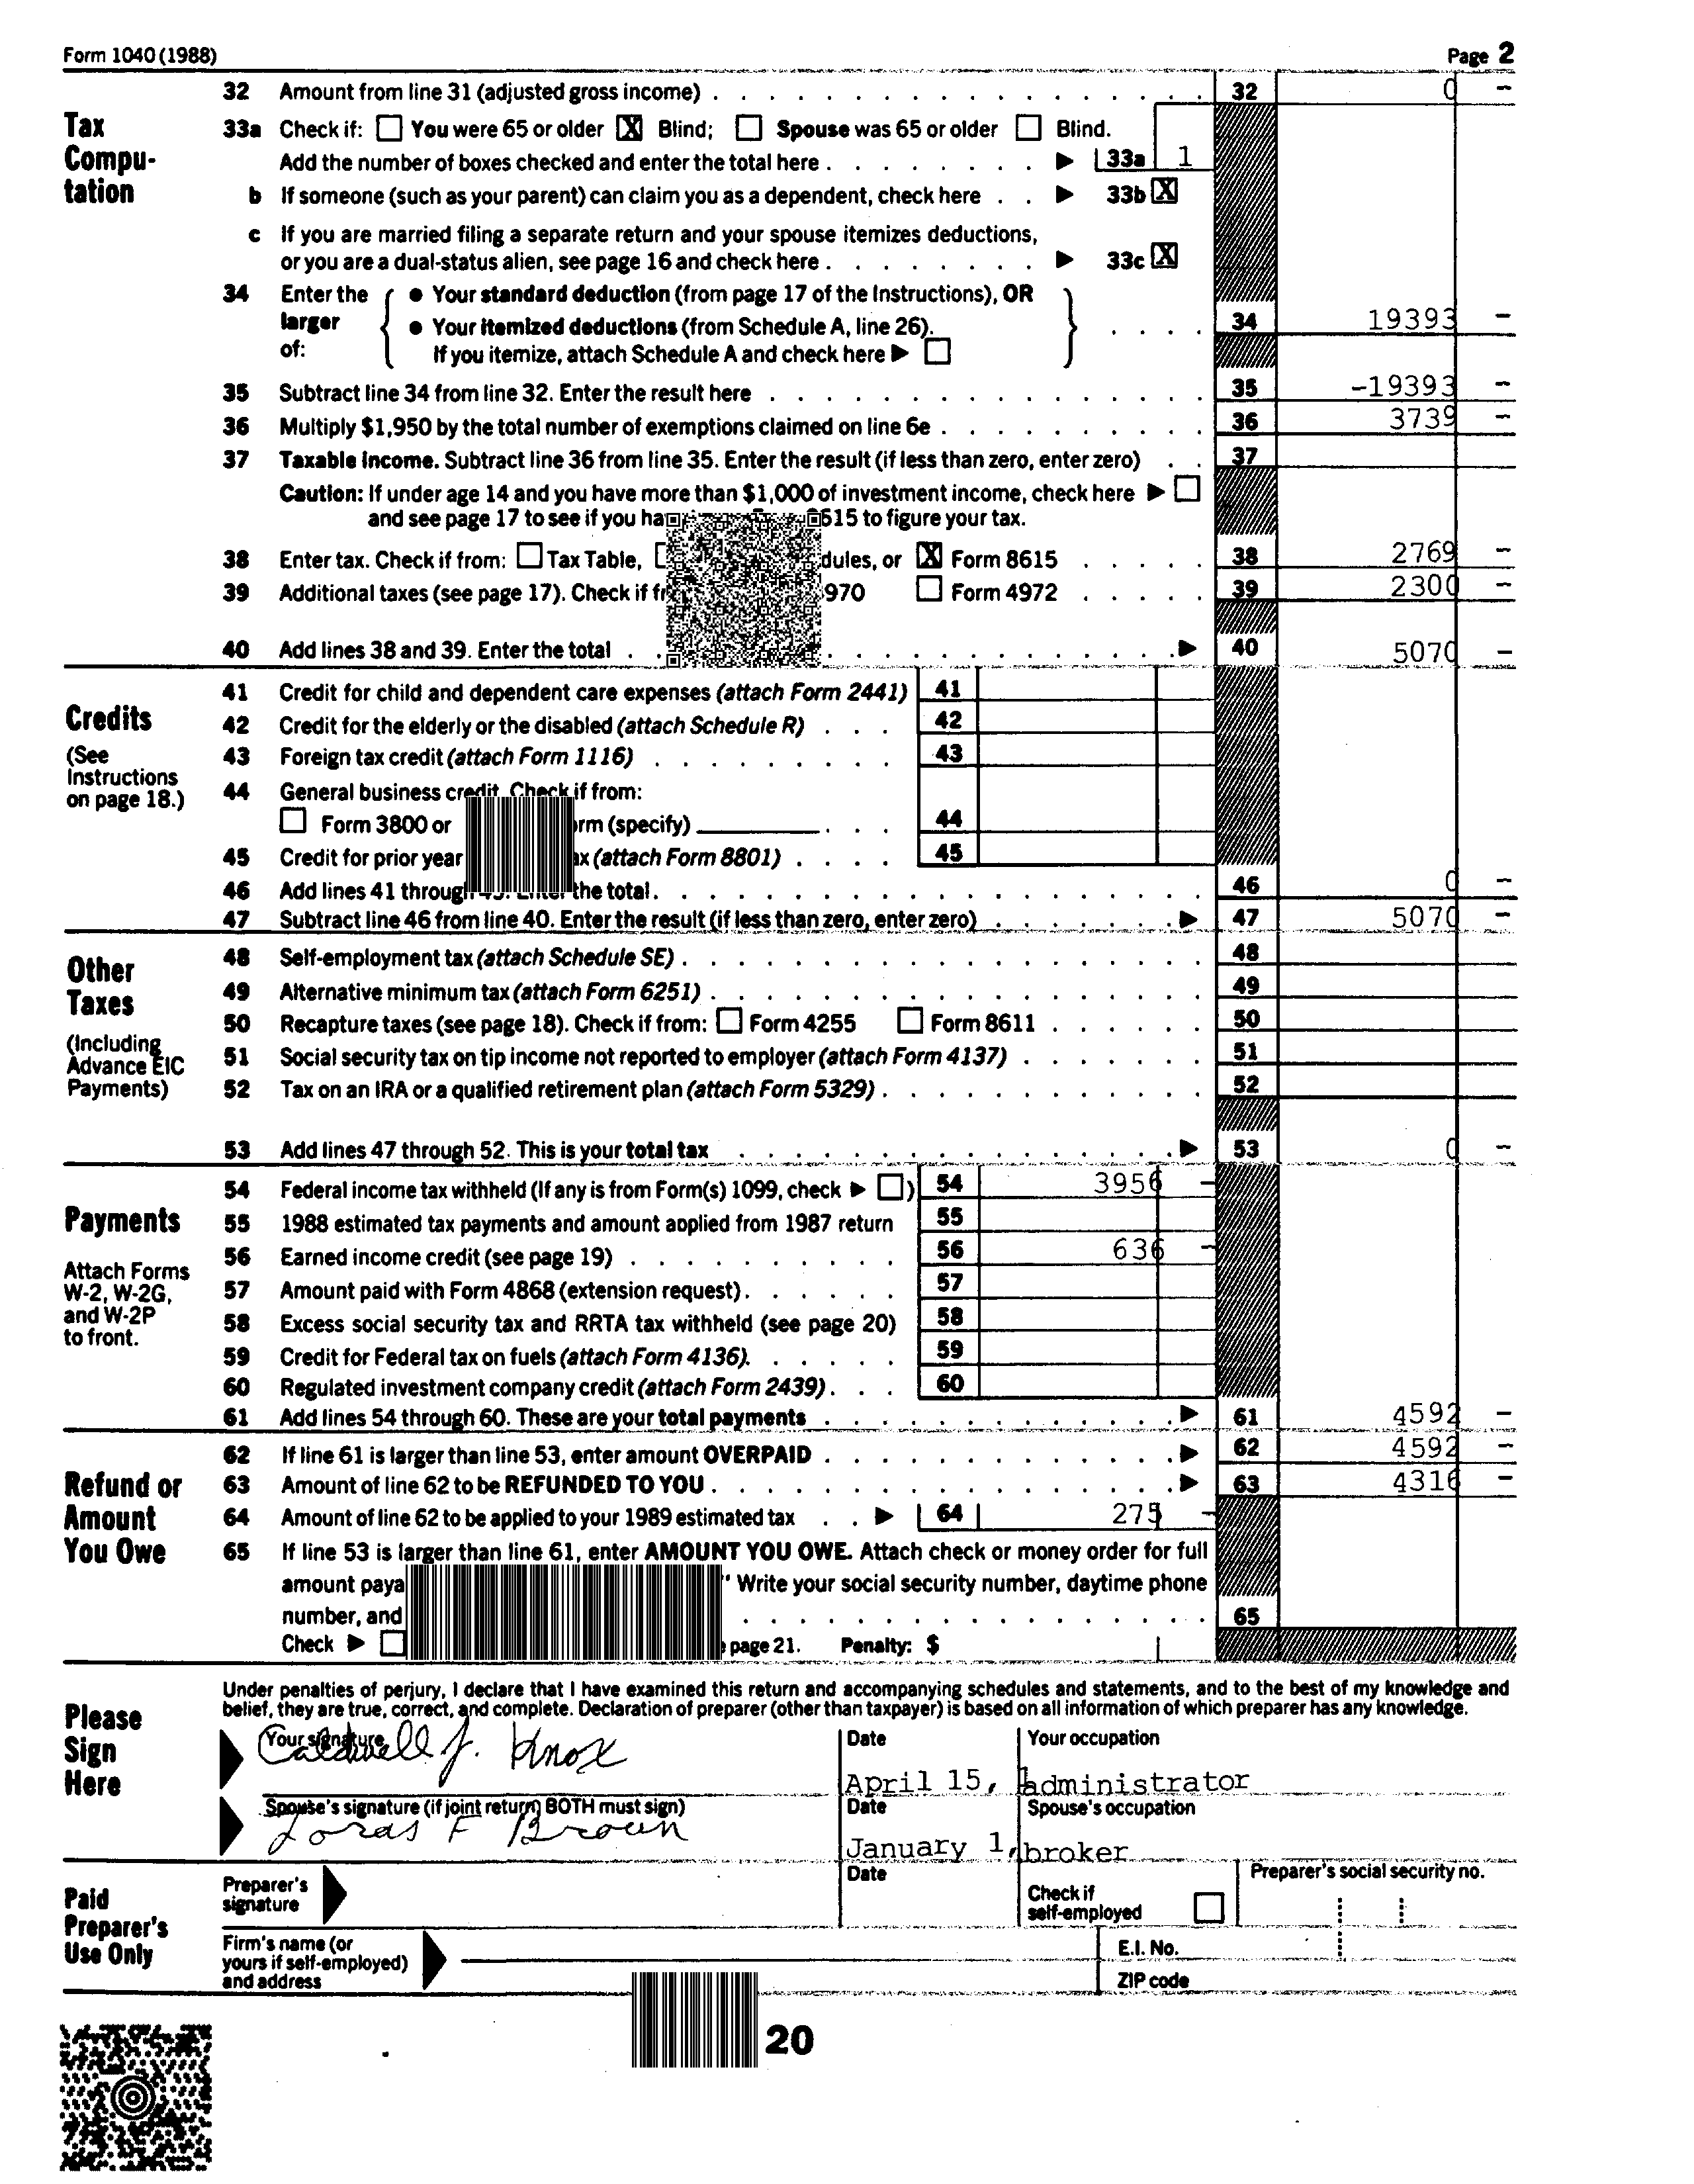 Form 1040 (1988) Page 2
Tax Compu- tation
32 Amount from line 31 (adjusted gross income) 32 0 –
33a Check if: You were 65 or older X Blind; Spouse was 65 or older Blind.
Add the number of boxes checked and enter the total here 33a 1
b If someone (such as your parent) can claim you as a dependent, check here 33b X
c If you are married filing a separate return and your spouse itemizes deductions,
or you are a dual-status alien, see page 16 and check here 33c X
34 Enter the larger of:
• Your standard deduction (from page 17 of the Instructions), OR
• Your itemized deductions (from Schedule A, line 26).
If you itemize, attach Schedule A and check here
34 19393 –
35 Subtract line 34 from line 32. Enter the result here 35 -19393 –
36 Multiply $1,950 by the total number of exemptions claimed on line 6e 36 3739 –
37 Taxable income. Subtract line 36 from line 35. Enter the result (if less than zero, enter zero) 37
Caution: If under age 14 and you have more than $1,000 of investment income, check here
and see page 17 to see if you ha 8615 to figure your tax.
38 Enter tax. Check if from: Tax Table, dules, or X Form 8615 38 2769 –
39 Additional taxes (see page 17). Check if fr 970 Form 4972 39 2300 –
40 Add lines 38 and 39. Enter the total 40 5070 –
Credits
(See Instructions on page 18.)
41 Credit for child and dependent care expenses (attach Form 2441) 41
42 Credit for the elderly or the disabled (attach Schedule R) 42
43 Foreign tax credit (attach Form 1116) 43
44 General business credit. Check if from:
Form 3800 or rm (specify) 44
45 Credit for prior year ax (attach Form 8801) 45
46 Add lines 41 through 45. Enter the total 46 0 –
47 Subtract line 46 from line 40. Enter the result (if less than zero, enter zero) 47 5070 –
Other Taxes
(Including Advance EIC Payments)
48 Self-employment tax (attach Schedule SE) 48
49 Alternative minimum tax (attach Form 6251) 49
50 Recapture taxes (see page 18). Check if from: Form 4255 Form 8611 50
51 Social security tax on tip income not reported to employer (attach Form 4137) 51
52 Tax on an IRA or a qualified retirement plan (attach Form 5329) 52
53 Add lines 47 through 52. This is your total tax 53 0 –
Payments
Attach Forms W-2, W-2G, and W-2P to front.
54 Federal income tax withheld (If any is from Form(s) 1099, check ) 54 3956 –
55 1988 estimated tax payments and amount applied from 1987 return 55
56 Earned income credit (see page 19) 56 636 –
57 Amount paid with Form 4868 (extension request) 57
58 Excess social security tax and RRTA tax withheld (see page 20) 58
59 Credit for Federal tax on fuels (attach Form 4136) 59
60 Regulated investment company credit (attach Form 2439) 60
61 Add lines 54 through 60. These are your total payments 61 4592 –
Refund or Amount You Owe
62 If line 61 is larger than line 53, enter amount OVERPAID 62 4592 –
63 Amount of line 62 to be REFUNDED TO YOU 63 4316 –
64 Amount of line 62 to be applied to your 1989 estimated tax 64 275 –
65 If line 53 is larger than line 61, enter AMOUNT YOU OWE. Attach check or money order for full
amount paya " Write your social security number, daytime phone
number, and 65
Check page 21. Penalty: $
Please Sign Here
Under penalties of perjury, I declare that I have examined this return and accompanying schedules and statements, and to the best of my knowledge and
belief, they are true, correct, and complete. Declaration of preparer (other than taxpayer) is based on all information of which preparer has any knowledge.
Your signature Date Your occupation
Caldwell J. Knox April 15, administrator
Spouse's signature (if joint return, BOTH must sign) Date Spouse's occupation
Loras F Brown January 1, broker
Paid Preparer's Use Only
Preparer's signature Date Check if self-employed Preparer's social security no.
Firm's name (or yours if self-employed) and address E.I. No.
ZIP code
20